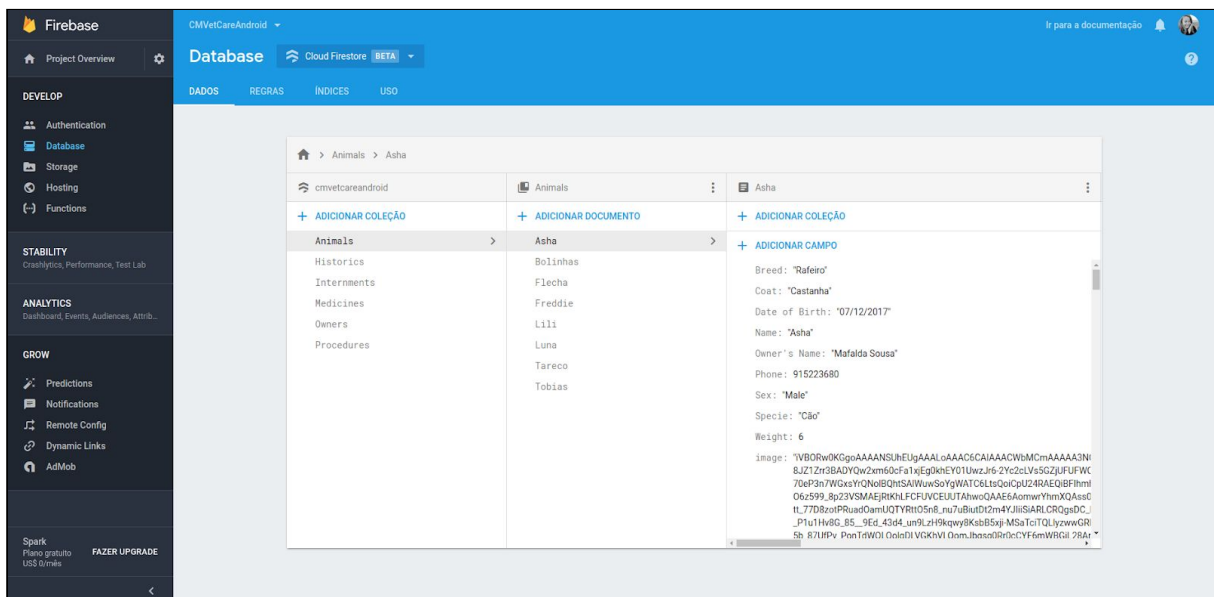 Firebase
Project Overview
DEVELOP
Authentication
Database
Storage
Hosting
Functions
STABILITY
Crashlytics, Performance, Test Lab
ANALYTICS
Dashboard, Events, Audiences, Attrib...
GROW
Predictions
Notifications
Remote Config
Dynamic Links
AdMob
Spark
Plano gratuito
US$ 0/mês
FAZER UPGRADE
CMVetCareAndroid
Ir para a documentação
Database
Cloud Firestore BETA
DADOS REGRAS ÍNDICES USO
Animals > Asha
cmvetcareandroid
ADICIONAR COLEÇÃO
Animals
Historics
Internments
Medicines
Owners
Procedures
Animals
ADICIONAR DOCUMENTO
Asha
Bolinhas
Flecha
Freddie
Lili
Luna
Tareco
Tobias
Asha
ADICIONAR COLEÇÃO
ADICIONAR CAMPO
Breed: "Rafeiro"
Coat: "Castanha"
Date of Birth: "07/12/2017"
Name: "Asha"
Owner's Name: "Mafalda Sousa"
Phone: 915223680
Sex: "Male"
Specie: "Cão"
Weight: 6
image: